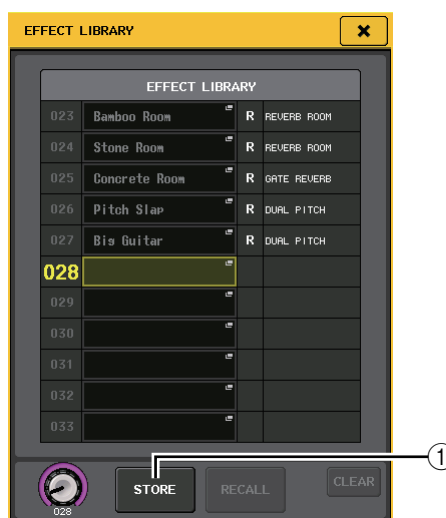 EFFECT LIBRARY
EFFECT LIBRARY
023 Bamboo Room R REVERB ROOM
024 Stone Room R REVERB ROOM
025 Concrete Room R GATE REVERB
026 Pitch Slap R DUAL PITCH
027 Big Guitar R DUAL PITCH
028
029
030
031
032
033
028 STORE RECALL CLEAR
1